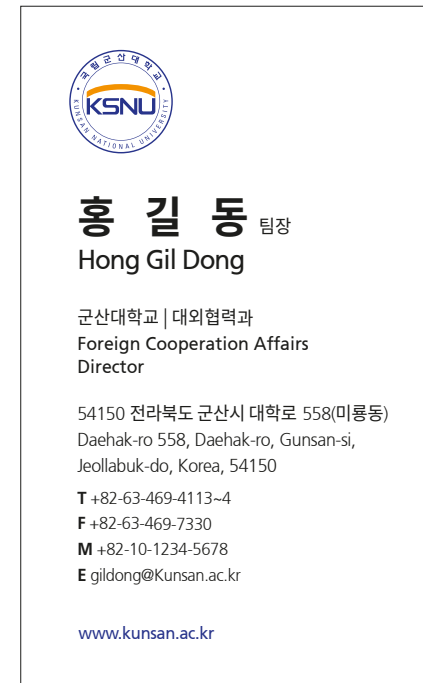 국립군산대학교
KSNU
KUNSAN NATIONAL UNIVERSITY
홍 길 동 팀장
Hong Gil Dong
군산대학교 | 대외협력과
Foreign Cooperation Affairs
Director
54150 전라북도 군산시 대학로 558(미룡동)
Daehak-ro 558, Daehak-ro, Gunsan-si,
Jeollabuk-do, Korea, 54150
T +82-63-469-4113~4
F +82-63-469-7330
M +82-10-1234-5678
E gildong@Kunsan.ac.kr
www.kunsan.ac.kr